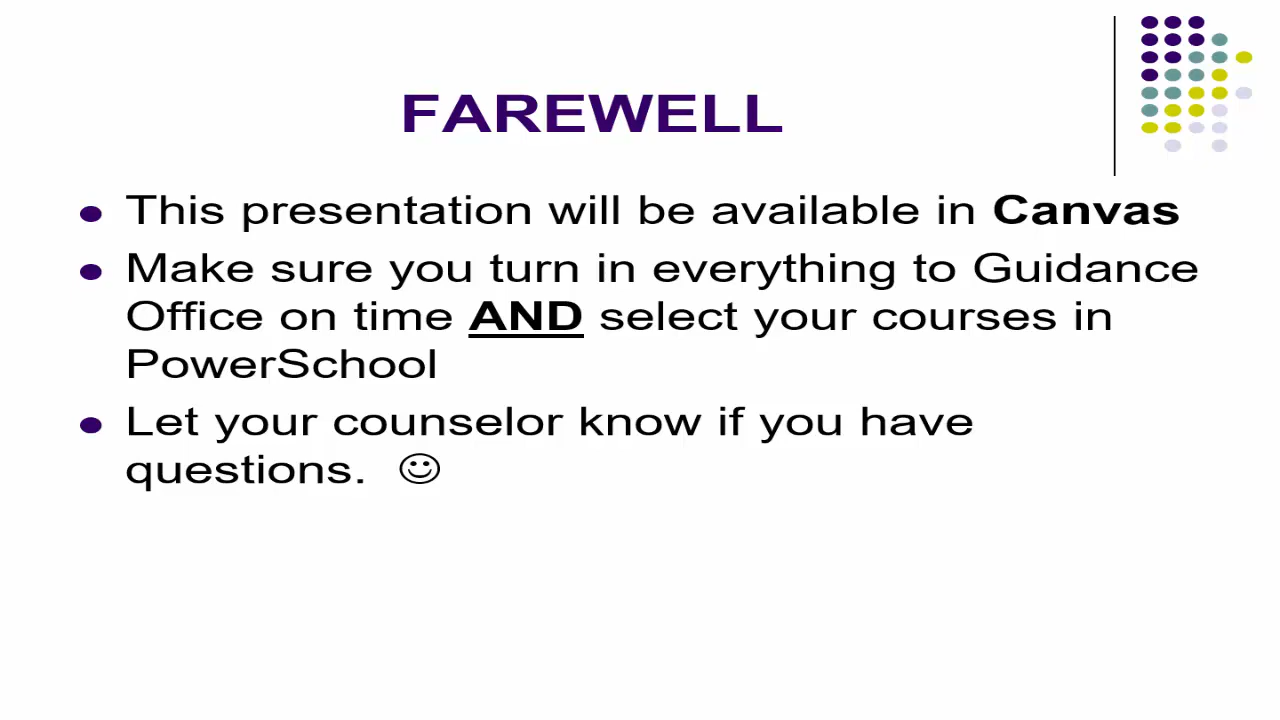 FAREWELL
This presentation will be available in Canvas
Make sure you turn in everything to Guidance
Office on time AND select your courses in
PowerSchool
Let your counselor know if you have
questions. ☺